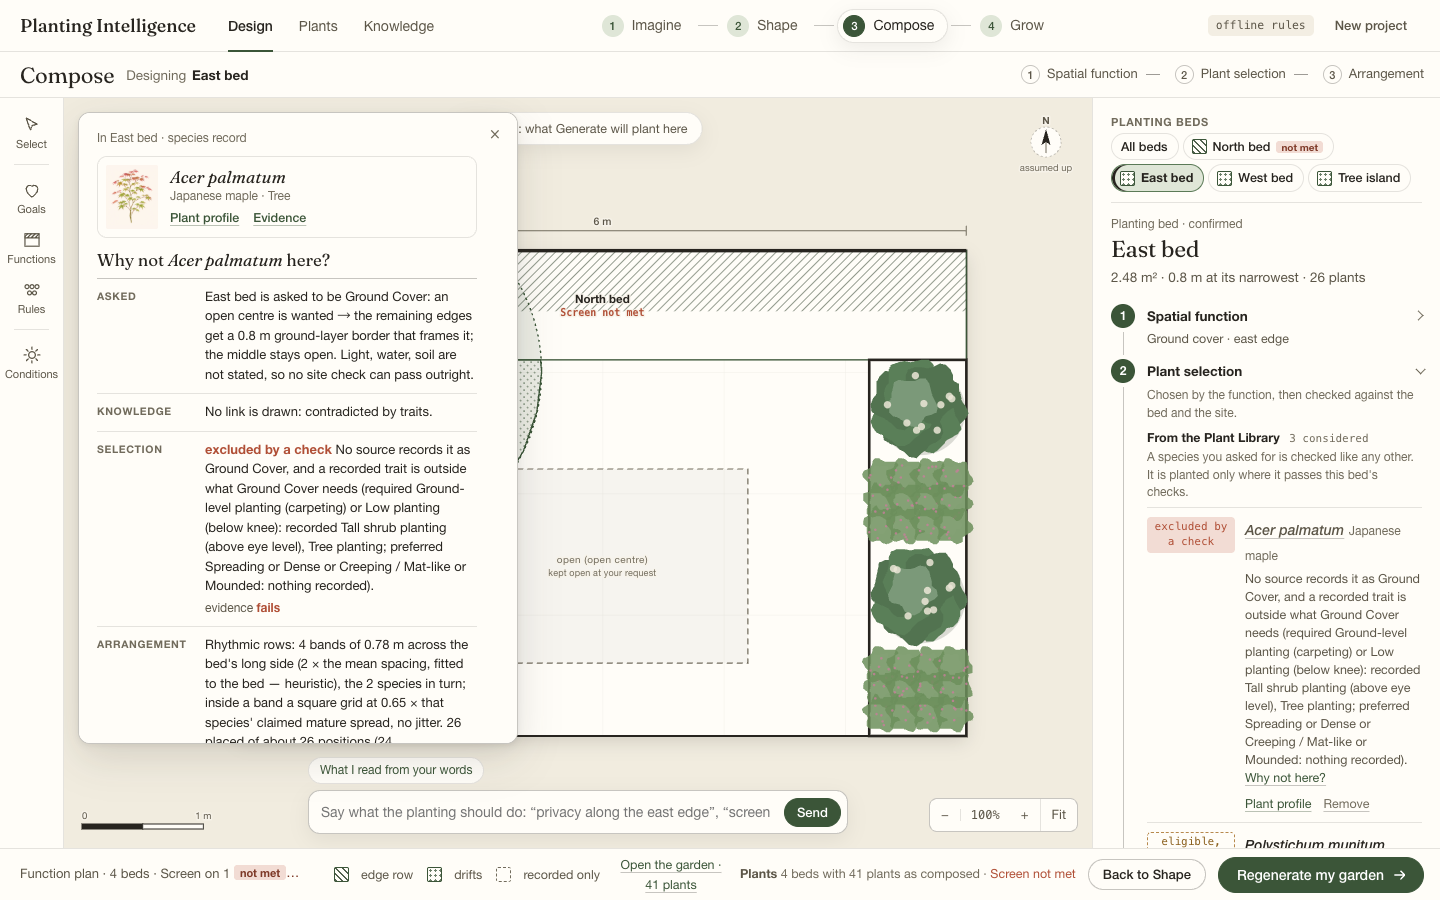 Planting Intelligence
Design
Plants
Knowledge
1 Imagine
2 Shape
3 Compose
4 Grow
offline rules
New project
Compose
Designing East bed
1 Spatial function
2 Plant selection
3 Arrangement
Select
Goals
Functions
Rules
Conditions
In East bed · species record
×
Acer palmatum
Japanese maple · Tree
Plant profile
Evidence
Why not Acer palmatum here?
ASKED
East bed is asked to be Ground Cover: an
open centre is wanted → the remaining edges
get a 0.8 m ground-layer border that frames it;
the middle stays open. Light, water, soil are
not stated, so no site check can pass outright.
KNOWLEDGE
No link is drawn: contradicted by traits.
SELECTION
excluded by a check No source records it as
Ground Cover, and a recorded trait is outside
what Ground Cover needs (required Ground-
level planting (carpeting) or Low planting
(below knee): recorded Tall shrub planting
(above eye level), Tree planting; preferred
Spreading or Dense or Creeping / Mat-like or
Mounded: nothing recorded).
evidence fails
ARRANGEMENT
Rhythmic rows: 4 bands of 0.78 m across the
bed's long side (2 × the mean spacing, fitted
to the bed — heuristic), the 2 species in turn;
inside a band a square grid at 0.65 × that
species' claimed mature spread, no jitter. 26
placed of about 26 positions (24
: what Generate will plant here
N
assumed up
6 m
North bed
Screen not met
open (open centre)
kept open at your request
What I read from your words
Say what the planting should do: “privacy along the east edge”, “screen
Send
0
1 m
− 100% +
Fit
PLANTING BEDS
All beds
North bed not met
East bed
West bed
Tree island
Planting bed · confirmed
East bed
2.48 m² · 0.8 m at its narrowest · 26 plants
1 Spatial function
Ground cover · east edge
2 Plant selection
Chosen by the function, then checked against the
bed and the site.
From the Plant Library 3 considered
A species you asked for is checked like any other.
It is planted only where it passes this bed's
checks.
excluded by
a check
Acer palmatum Japanese
maple
No source records it as Ground
Cover, and a recorded trait is
outside what Ground Cover
needs (required Ground-level
planting (carpeting) or Low
planting (below knee): recorded
Tall shrub planting (above eye
level), Tree planting; preferred
Spreading or Dense or
Creeping / Mat-like or
Mounded: nothing recorded).
Why not here?
Plant profile
Remove
eligible,
Polystichum munitum
Function plan · 4 beds · Screen on 1 not met ...
edge row
drifts
recorded only
Open the garden ·
41 plants
Plants 4 beds with 41 plants as composed · Screen not met
Back to Shape
Regenerate my garden →